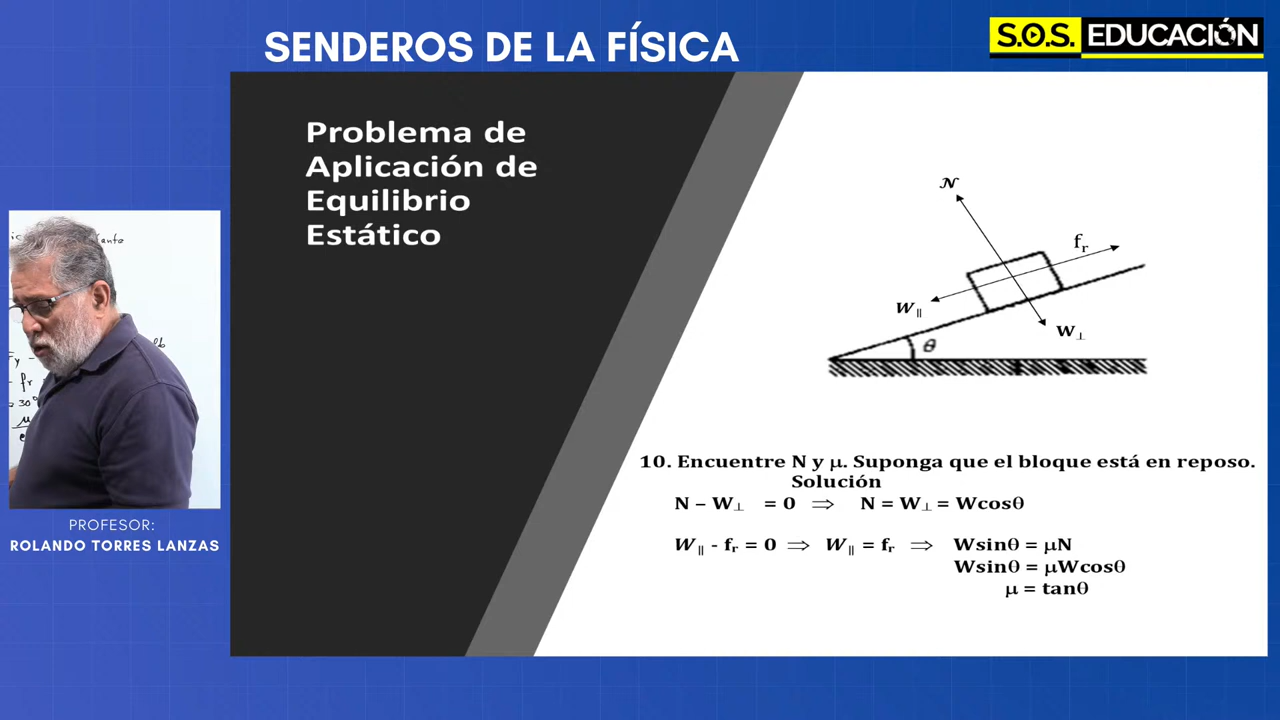 SENDEROS DE LA FÍSICA
S.O.S. EDUCACIÓN
Problema de
Aplicación de
Equilibrio
Estático
N
fᵣ
W∥
W⊥
θ
10. Encuentre N y μ. Suponga que el bloque está en reposo.
Solución
N – W⊥ = 0 ⇒ N = W⊥ = Wcosθ
W∥ - fᵣ = 0 ⇒ W∥ = fᵣ ⇒ Wsinθ = μN
Wsinθ = μWcosθ
μ = tanθ
PROFESOR:
ROLANDO TORRES LANZAS